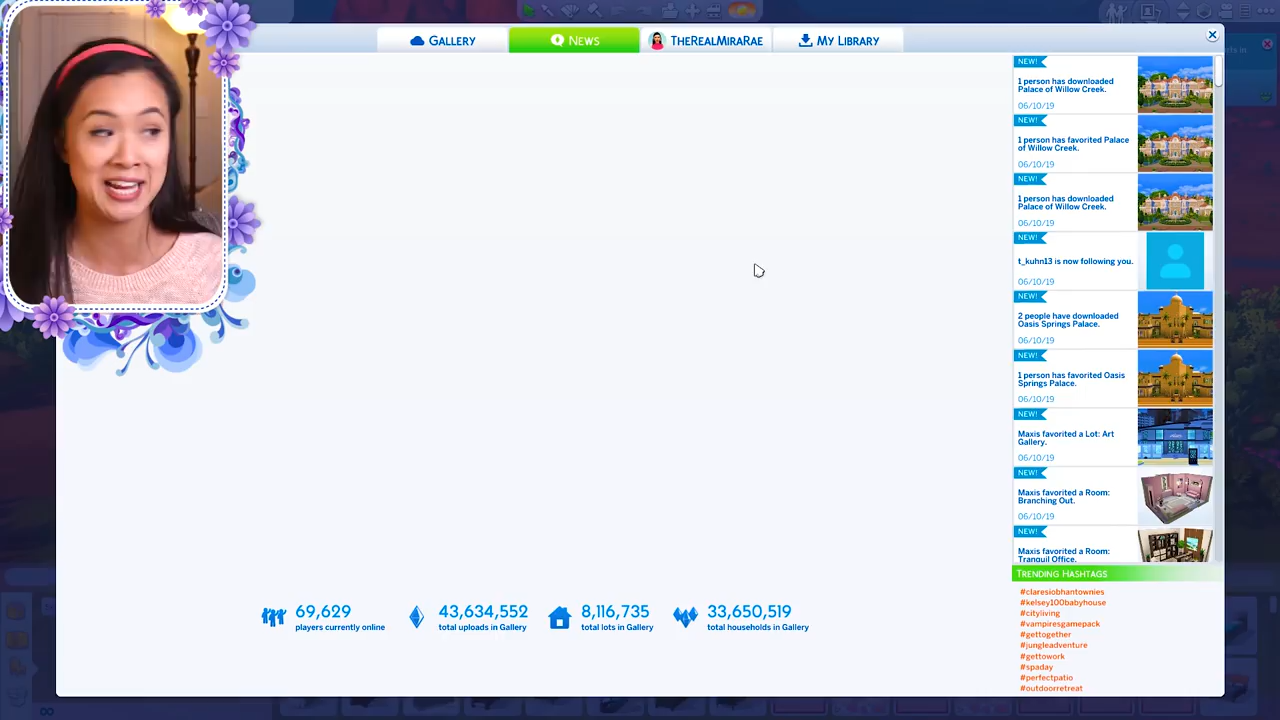 GALLERY
NEWS
THEREALMIRARAE
MY LIBRARY
NEW!
1 person has downloaded
Palace of Willow Creek.
06/10/19
NEW!
1 person has favorited Palace
of Willow Creek.
06/10/19
NEW!
1 person has downloaded
Palace of Willow Creek.
06/10/19
NEW!
t_kuhn13 is now following you.
06/10/19
NEW!
2 people have downloaded
Oasis Springs Palace.
06/10/19
NEW!
1 person has favorited Oasis
Springs Palace.
06/10/19
NEW!
Maxis favorited a Lot: Art
Gallery.
06/10/19
NEW!
Maxis favorited a Room:
Branching Out.
06/10/19
NEW!
Maxis favorited a Room:
Tranquil Office.
69,629
players currently online
43,634,552
total uploads in Gallery
8,116,735
total lots in Gallery
33,650,519
total households in Gallery
TRENDING HASHTAGS
#claresiobhantownies
#kelsey100babyhouse
#cityliving
#vampiresgamepack
#gettogether
#jungleadventure
#gettowork
#spaday
#perfectpatio
#outdoorretreat